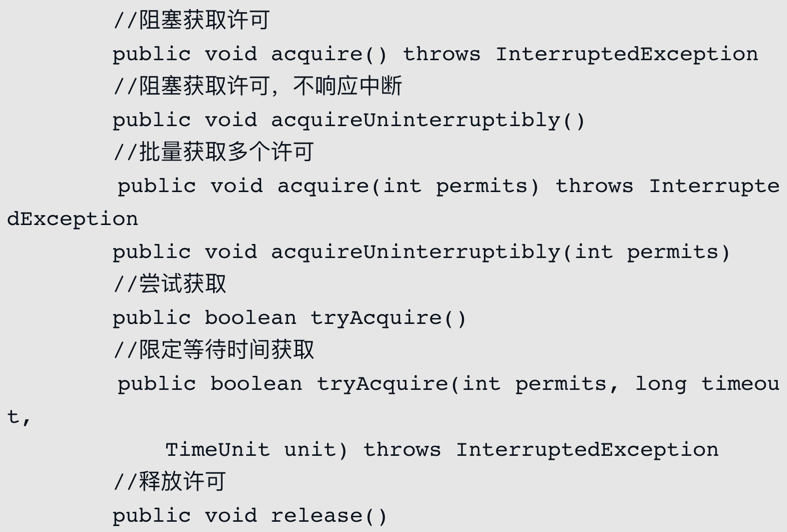 //阻塞获取许可
public void acquire() throws InterruptedException
//阻塞获取许可，不响应中断
public void acquireUninterruptibly()
//批量获取多个许可
public void acquire(int permits) throws Interrupte
dException
public void acquireUninterruptibly(int permits)
//尝试获取
public boolean tryAcquire()
//限定等待时间获取
public boolean tryAcquire(int permits, long timeou
t,
TimeUnit unit) throws InterruptedException
//释放许可
public void release()